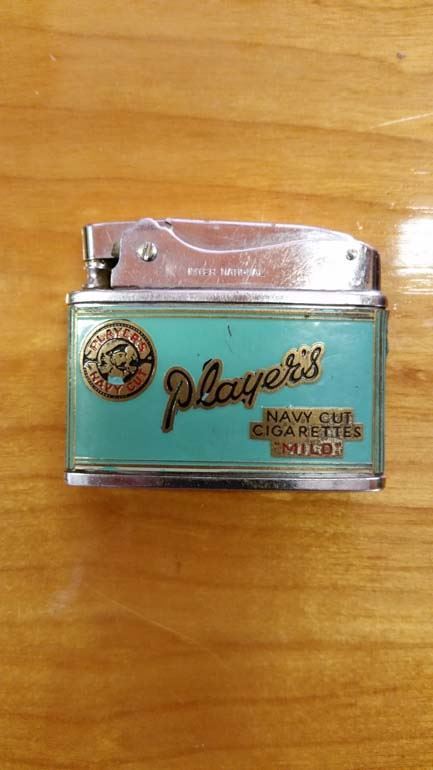 INTER NATIONAL
PLAYER'S
NAVY CUT
Player's
NAVY CUT
CIGARETTES
"MILD"